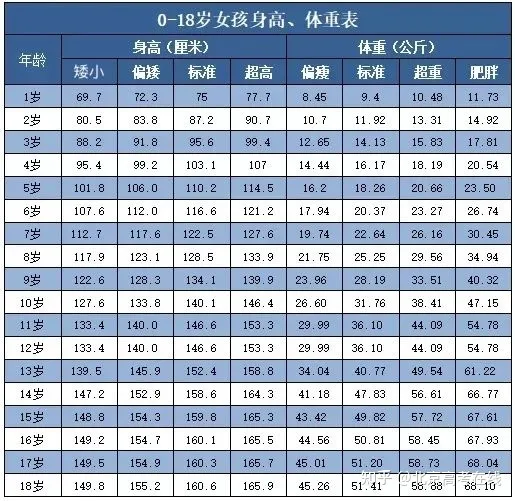 0-18岁女孩身高、体重表
年龄 身高（厘米） 体重（公斤）
矮小 偏矮 标准 超高 偏瘦 标准 超重 肥胖
1岁 69.7 72.3 75 77.7 8.45 9.4 10.48 11.73
2岁 80.5 83.8 87.2 90.7 10.7 11.92 13.31 14.92
3岁 88.2 91.8 95.6 99.4 12.65 14.13 15.83 17.81
4岁 95.4 99.2 103.1 107 14.44 16.17 18.19 20.54
5岁 101.8 106.0 110.2 114.5 16.2 18.26 20.66 23.50
6岁 107.6 112.0 116.6 121.2 17.94 20.37 23.27 26.74
7岁 112.7 117.6 122.5 127.6 19.74 22.64 26.16 30.45
8岁 117.9 123.1 128.5 133.9 21.75 25.25 29.56 34.94
9岁 122.6 128.3 134.1 139.9 23.96 28.19 33.51 40.32
10岁 127.6 133.8 140.1 146.4 26.60 31.76 38.41 47.15
11岁 133.4 140.0 146.6 153.3 29.99 36.10 44.09 54.78
12岁 133.4 140.0 146.6 153.3 29.99 36.10 44.09 54.78
13岁 139.5 145.9 152.4 158.8 34.04 40.77 49.54 61.22
14岁 147.2 152.9 158.6 164.3 41.18 47.83 56.61 66.77
15岁 148.8 154.3 159.8 165.3 43.42 49.82 57.72 67.61
16岁 149.2 154.7 160.1 165.5 44.56 50.81 58.45 67.93
17岁 149.5 154.9 160.3 165.7 45.01 51.20 58.73 68.04
18岁 149.8 155.2 160.6 165.9 45.26 51.41 58.88 68.10
知乎 @北京高考在线